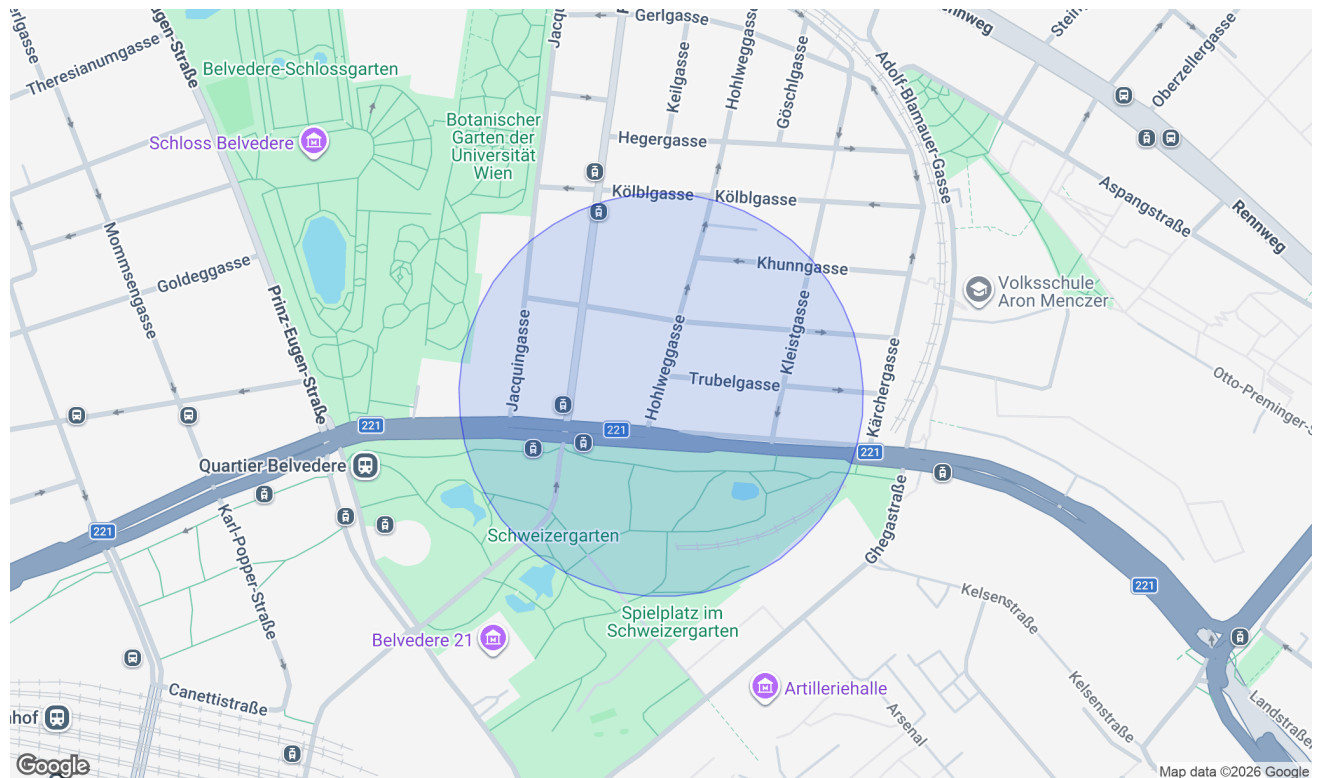 Gerlgasse
Rennweg
Theresianumgasse
Belvedere-Schlossgarten
Keilgasse
Hohlweggasse
Göschlgasse
Adolf-Blamauer-Gasse
Oberzellergasse
Schloss Belvedere
Botanischer
Garten der
Universität
Wien
Hegergasse
Kölblgasse
Kölblgasse
Aspangstraße
Rennweg
Mommsengasse
Goldeggasse
Prinz-Eugen-Straße
Khunngasse
Volksschule
Aron Menczer
Jacquingasse
Hohlweggasse
Kleistgasse
Trubelgasse
Kärchergasse
Otto-Preminger-S
221
221
221
221
221
Quartier Belvedere
Karl-Popper-Straße
Schweizergarten
Ghegastraße
Kelsenstraße
Spielplatz im
Schweizergarten
Belvedere 21
Artilleriehalle
Arsenal
Kelsenstraße
Landstraßer
Canettistraße
hof
Google
Map data ©2026 Google